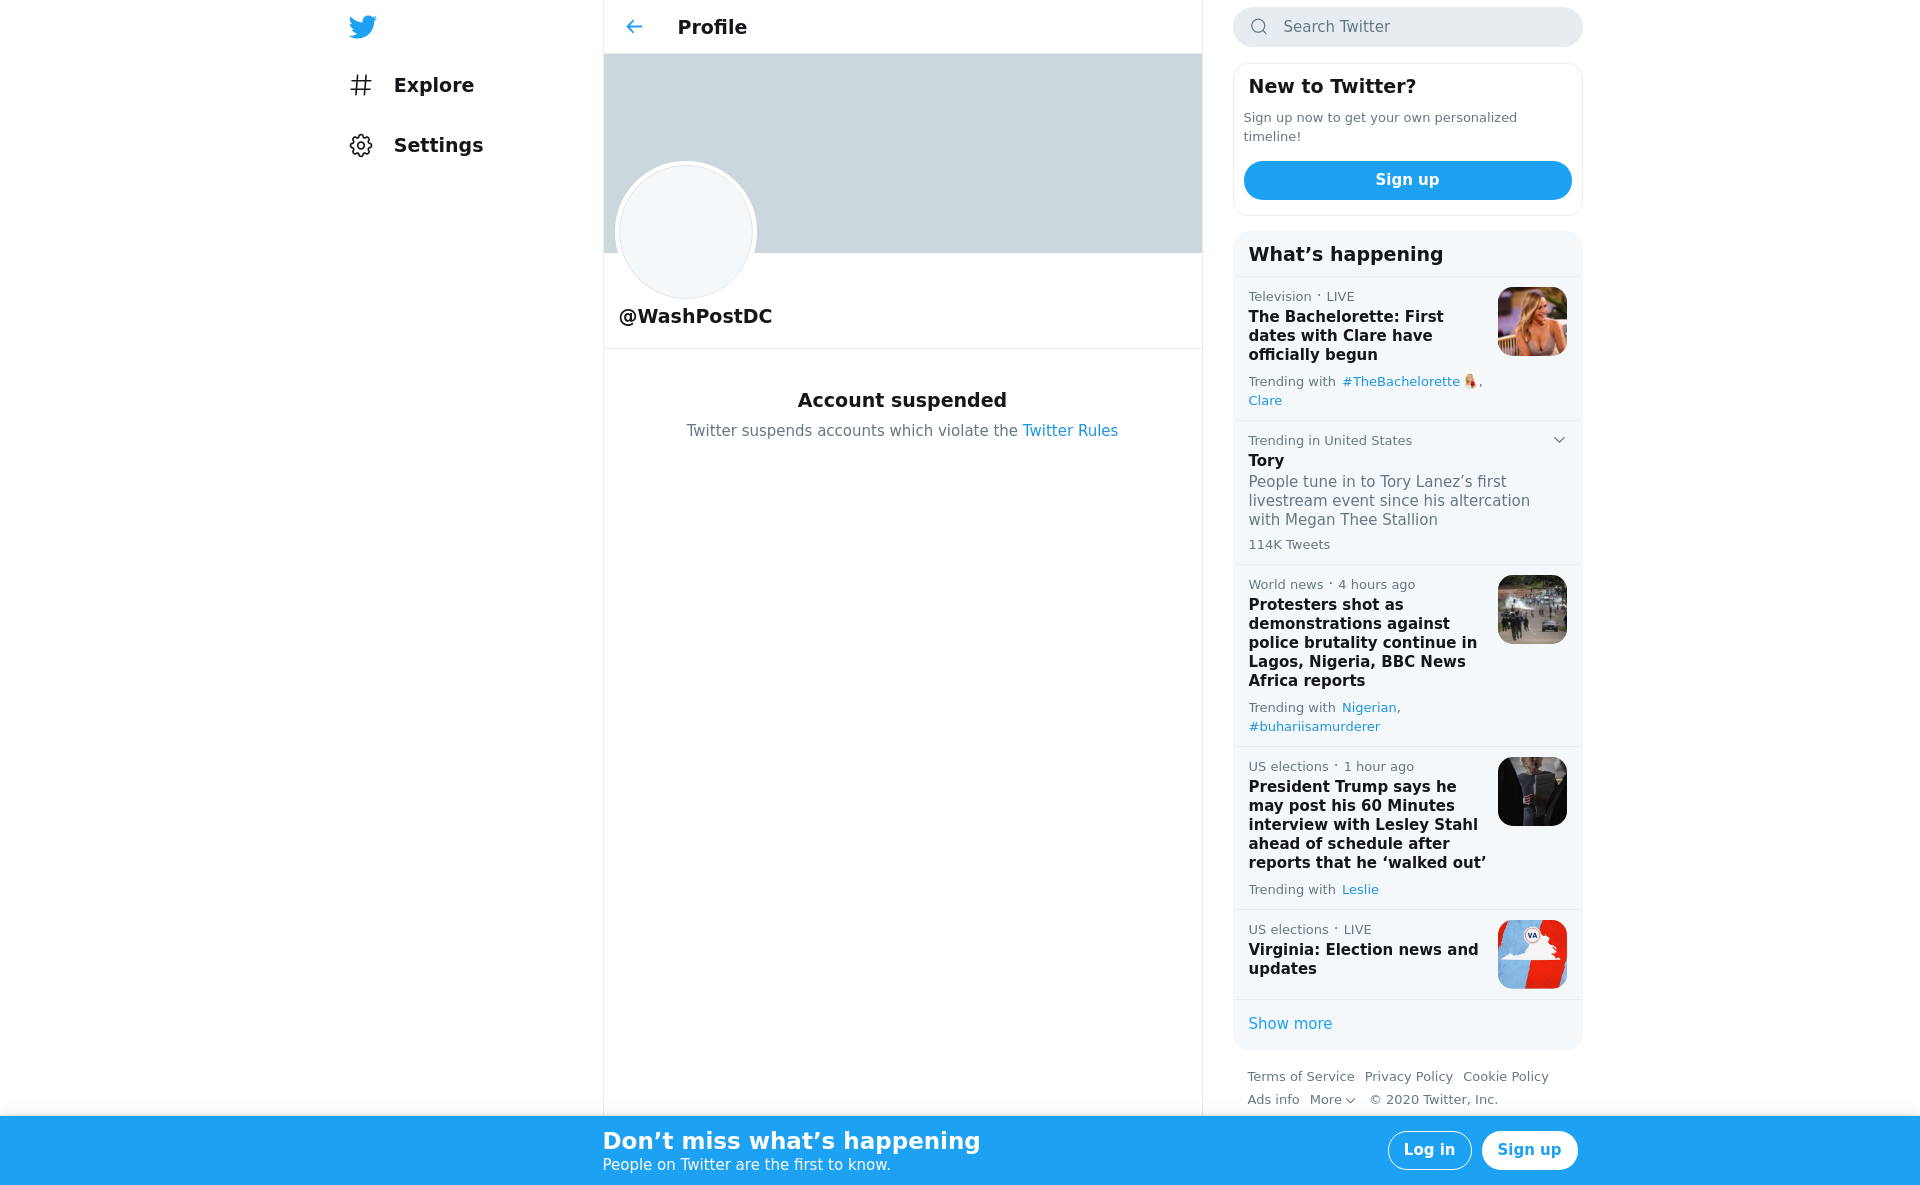 Explore
Settings
Profile
@WashPostDC
Account suspended
Twitter suspends accounts which violate the Twitter Rules
Search Twitter
New to Twitter?
Sign up now to get your own personalized
timeline!
Sign up
What’s happening
Television · LIVE
The Bachelorette: First
dates with Clare have
officially begun
Trending with #TheBachelorette,
Clare
Trending in United States
Tory
People tune in to Tory Lanez’s first
livestream event since his altercation
with Megan Thee Stallion
114K Tweets
World news · 4 hours ago
Protesters shot as
demonstrations against
police brutality continue in
Lagos, Nigeria, BBC News
Africa reports
Trending with Nigerian,
#buhariisamurderer
US elections · 1 hour ago
President Trump says he
may post his 60 Minutes
interview with Lesley Stahl
ahead of schedule after
reports that he ‘walked out’
Trending with Leslie
US elections · LIVE
Virginia: Election news and
updates
VA
Show more
Terms of Service Privacy Policy Cookie Policy
Ads info More © 2020 Twitter, Inc.
Don’t miss what’s happening
People on Twitter are the first to know.
Log in
Sign up